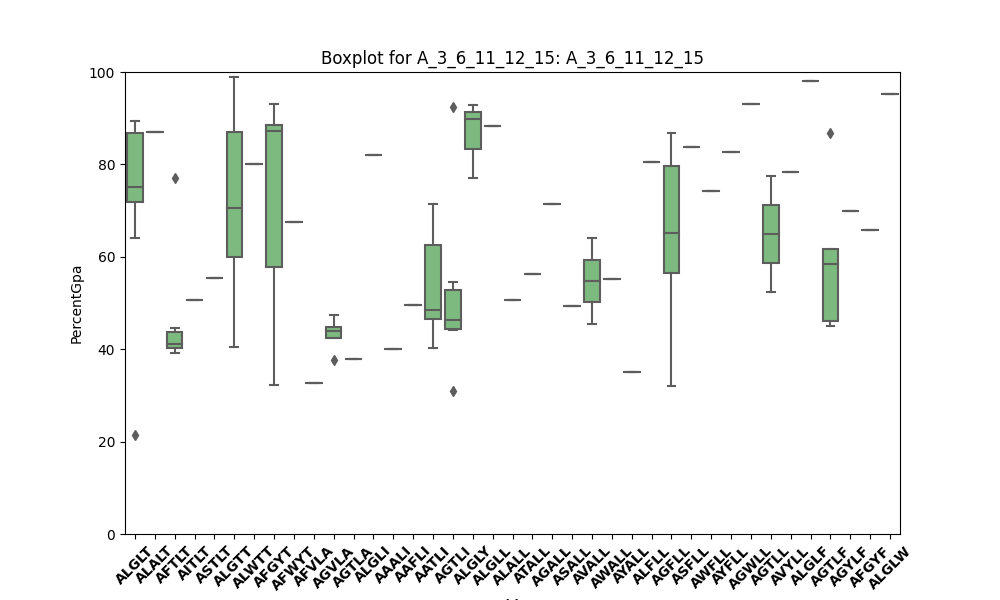 Boxplot for A_3_6_11_12_15: A_3_6_11_12_15
100
80
60
40
20
0
PercentGpa
ALGLT
ALALT
AFTLT
AITLT
ASTLT
ALGTT
ALWTT
AFGYT
AFWYT
AFVLA
AGVLA
AGTLA
ALGLI
AAALI
AAFLI
AATLI
AGTLI
ALGLY
ALGLL
ALALL
ATALL
AGALL
ASALL
AVALL
AWALL
AYALL
ALFLL
AGFLL
ASFLL
AWFLL
AYFLL
AGWLL
AGTLL
AVYLL
ALGLF
AGTLF
AGYLF
AFGYF
ALGLW